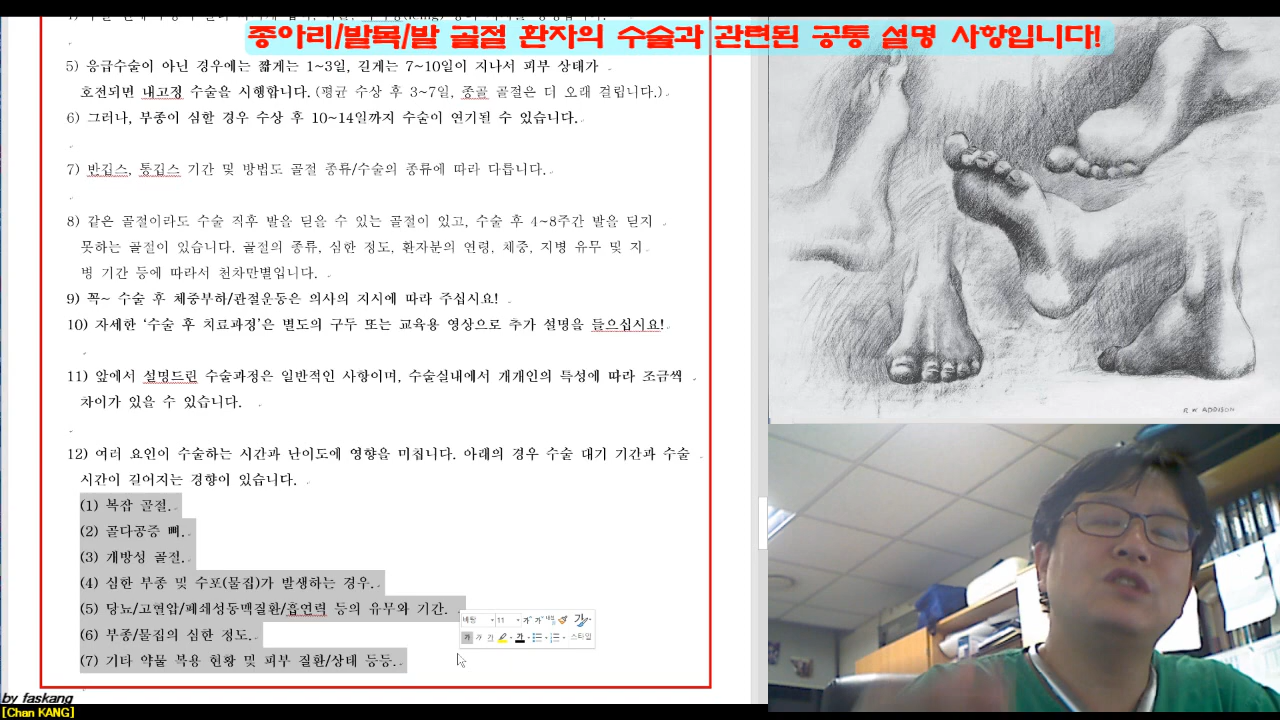 종아리/발목/발 골절 환자의 수술과 관련된 공통 설명 사항입니다!
5) 응급수술이 아닌 경우에는 짧게는 1~3일, 길게는 7~10일이 지나서 피부 상태가
호전되면 내고정 수술을 시행합니다. (평균 수상 후 3~7일, 종골 골절은 더 오래 걸립니다.)
6) 그러나, 부종이 심한 경우 수상 후 10~14일까지 수술이 연기될 수 있습니다.
7) 반깁스, 통깁스 기간 및 방법도 골절 종류/수술의 종류에 따라 다릅니다.
8) 같은 골절이라도 수술 직후 발을 딛을 수 있는 골절이 있고, 수술 후 4~8주간 발을 딛지
못하는 골절이 있습니다. 골절의 종류, 심한 정도, 환자분의 연령, 체중, 지병 유무 및 지
병 기간 등에 따라서 천차만별입니다.
9) 꼭~ 수술 후 체중부하/관절운동은 의사의 지시에 따라 주십시요!
10) 자세한 ‘수술 후 치료과정’은 별도의 구두 또는 교육용 영상으로 추가 설명을 들으십시요!
11) 앞에서 설명드린 수술과정은 일반적인 사항이며, 수술실내에서 개개인의 특성에 따라 조금씩
차이가 있을 수 있습니다.
12) 여러 요인이 수술하는 시간과 난이도에 영향을 미칩니다. 아래의 경우 수술 대기 기간과 수술
시간이 길어지는 경향이 있습니다.
(1) 복잡 골절.
(2) 골다공증 뼈.
(3) 개방성 골절.
(4) 심한 부종 및 수포(물집)가 발생하는 경우.
(5) 당뇨/고혈압/폐쇄성동맥질환/흡연력 등의 유무와 기간.
(6) 부종/물집의 심한 정도.
(7) 기타 약물 복용 현황 및 피부 질환/상태 등등.
바탕 11
가 가 가 가 스타일
R W ADDISON
by faskang
[Chan KANG]